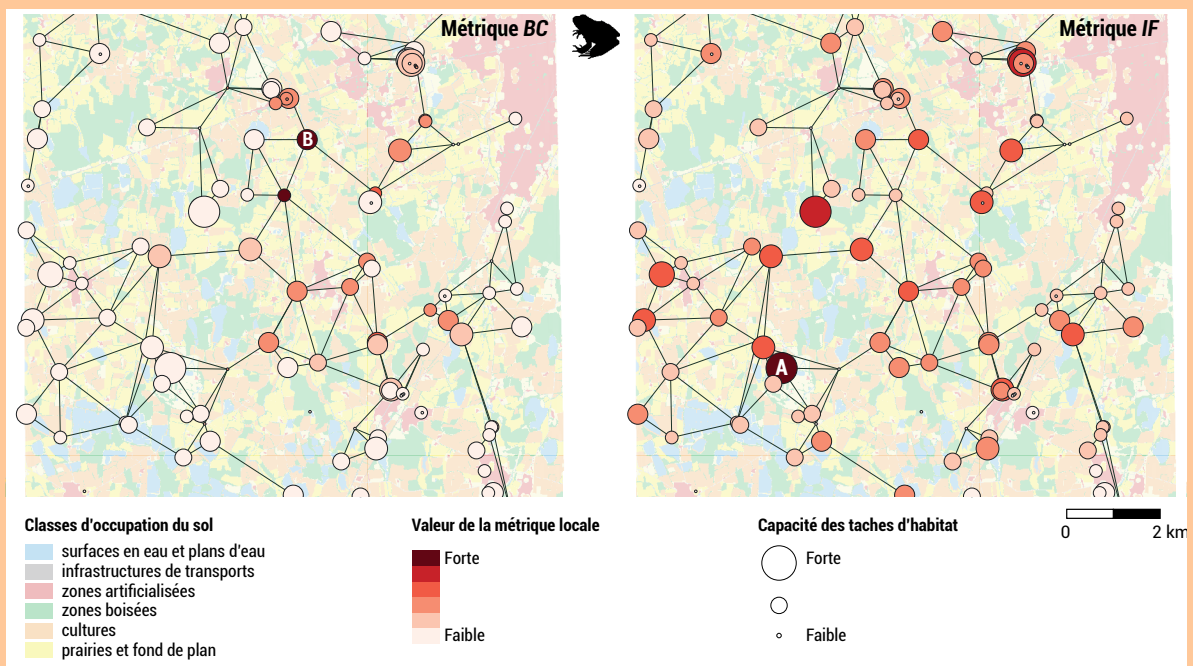 Métrique BC
Métrique IF
B
A
Classes d'occupation du sol
surfaces en eau et plans d'eau
infrastructures de transports
zones artificialisées
zones boisées
cultures
prairies et fond de plan
Valeur de la métrique locale
Forte
Faible
Capacité des taches d'habitat
Forte
Faible
0 2 km